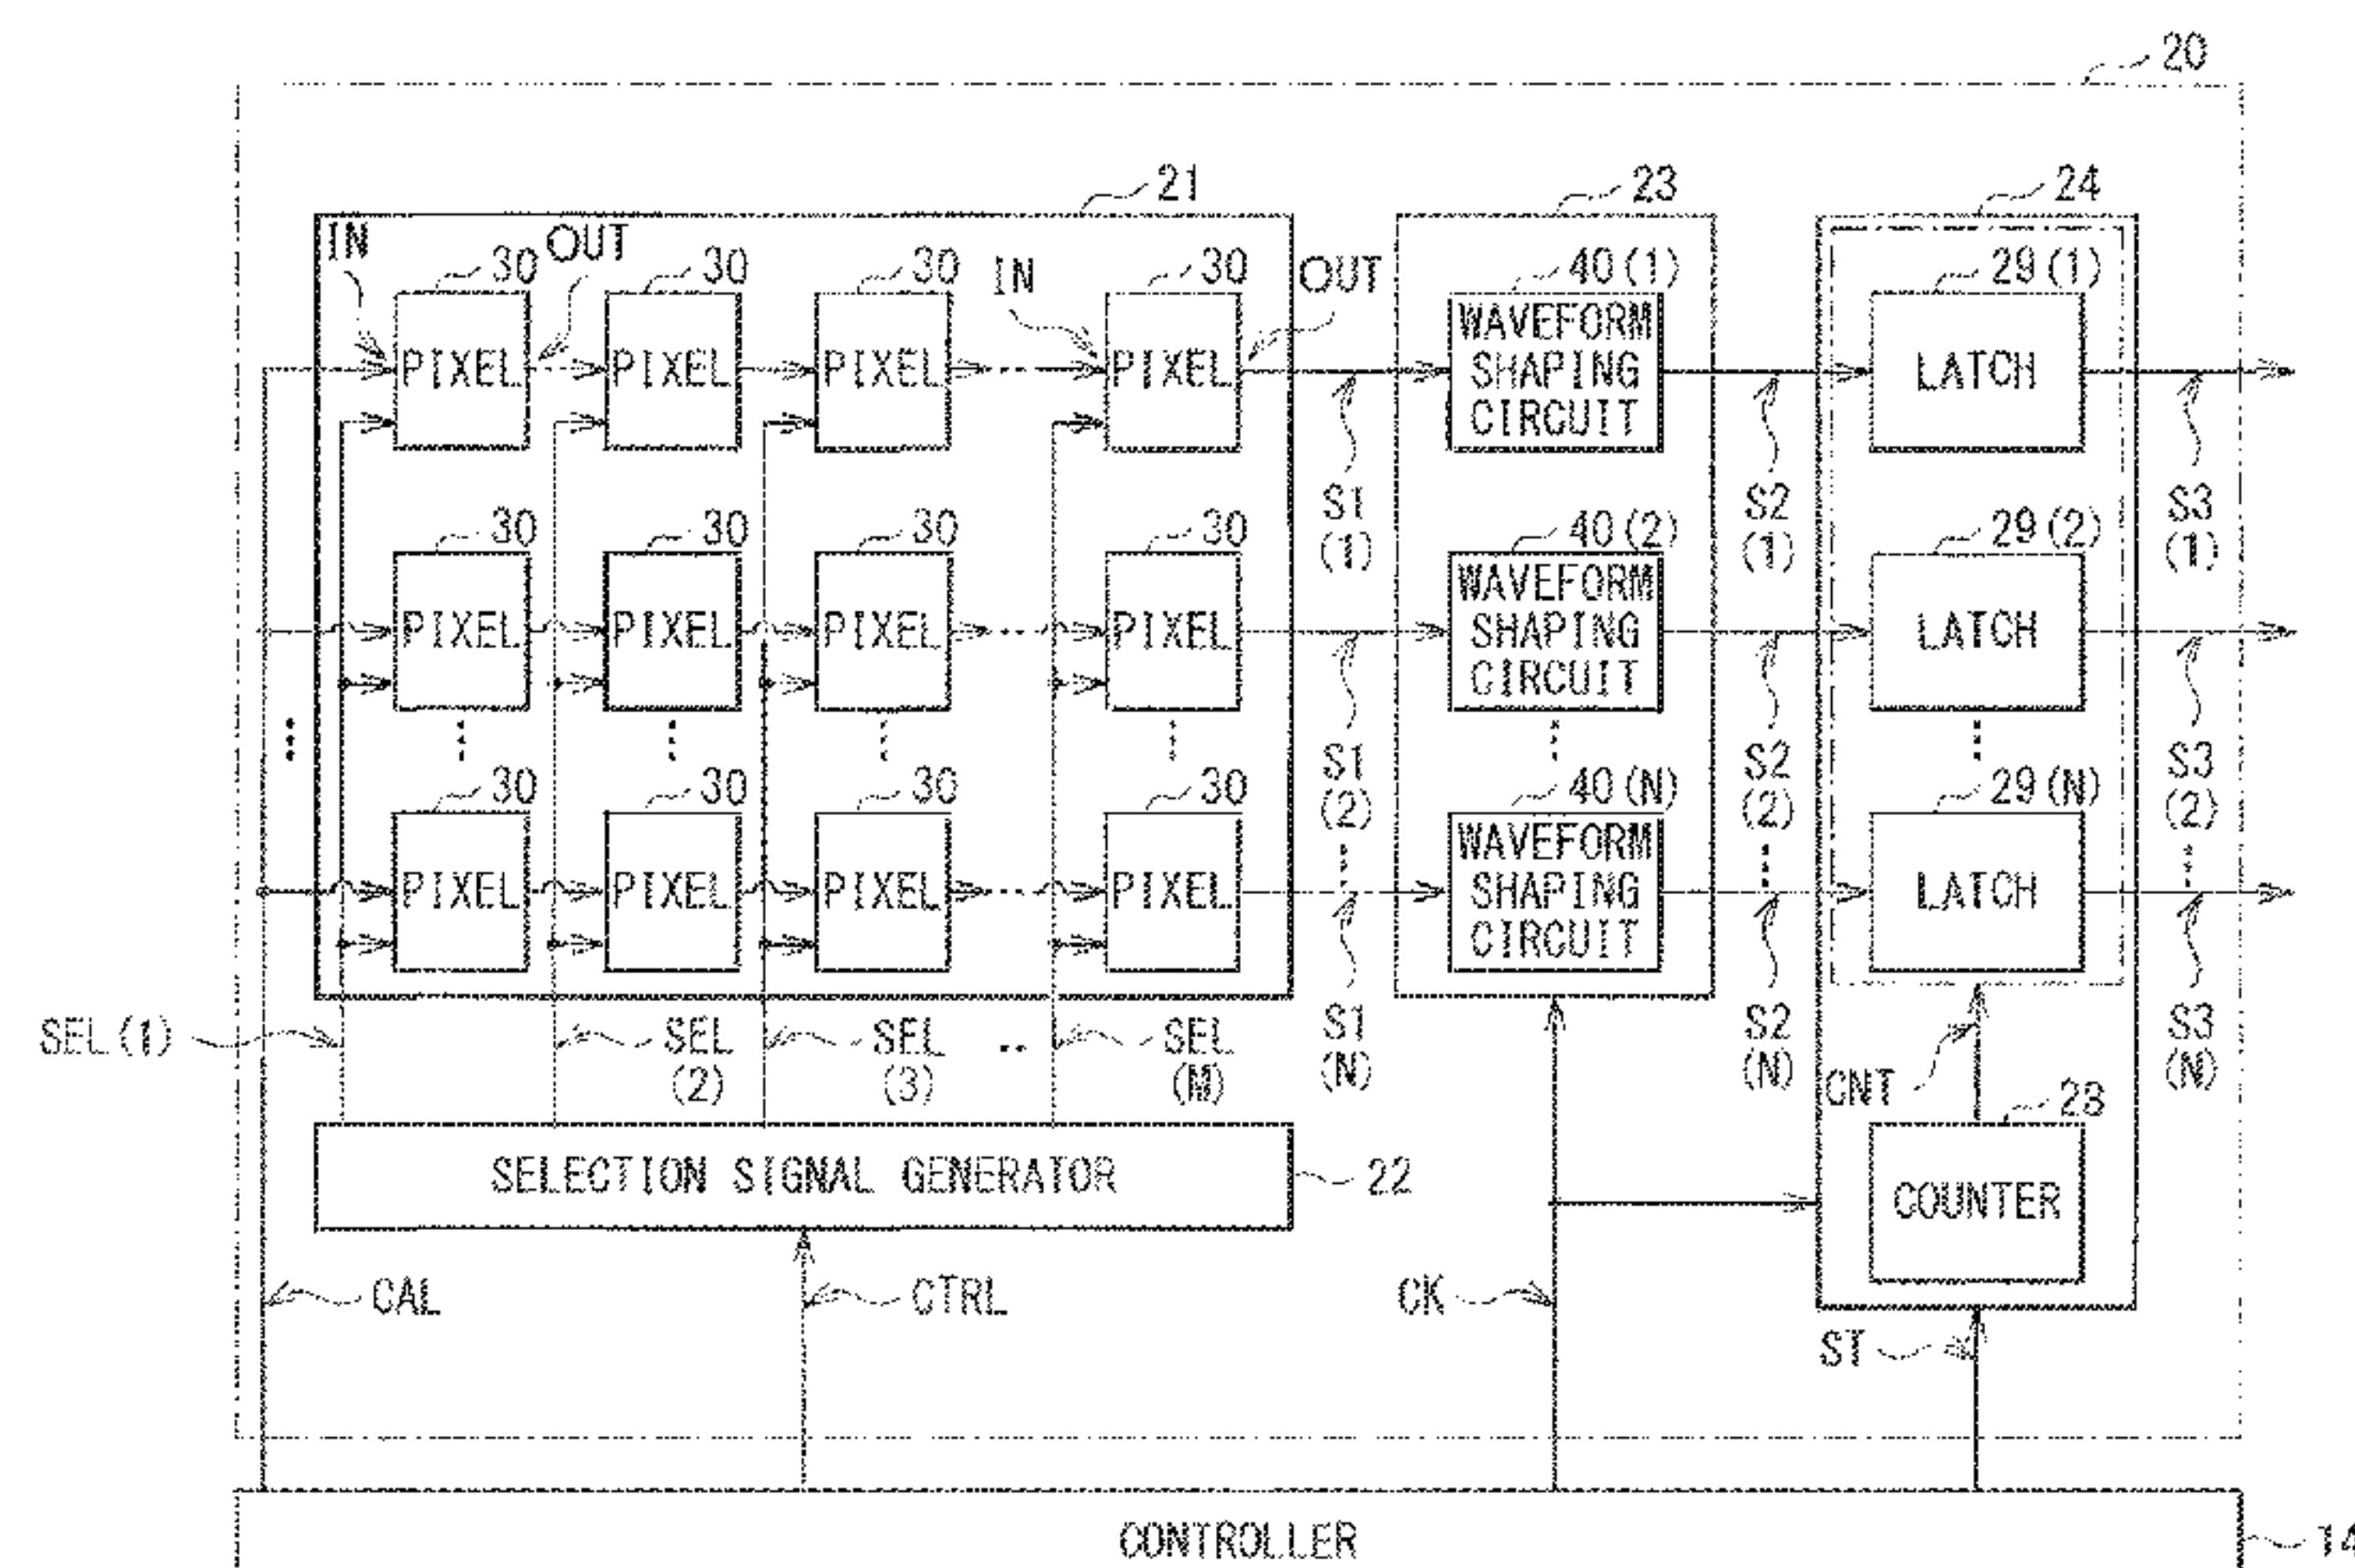 20
21
23
24
IN
30
OUT
30
30
IN
30
OUT
40(1)
29(1)
PIXEL
PIXEL
PIXEL
PIXEL
WAVEFORM
SHAPING
CIRCUIT
LATCH
S1
(1)
S2
(1)
S3
(1)
30
30
30
30
40(2)
29(2)
PIXEL
PIXEL
PIXEL
PIXEL
WAVEFORM
SHAPING
CIRCUIT
LATCH
S1
(2)
S2
(2)
S3
(2)
30
30
30
30
40(N)
29(N)
PIXEL
PIXEL
PIXEL
PIXEL
WAVEFORM
SHAPING
CIRCUIT
LATCH
SEL(1)
SEL
(2)
SEL
(3)
SEL
(M)
S1
(N)
S2
(N)
S3
(N)
CNT
28
SELECTION SIGNAL GENERATOR
22
COUNTER
CAL
CTRL
CK
ST
CONTROLLER
14